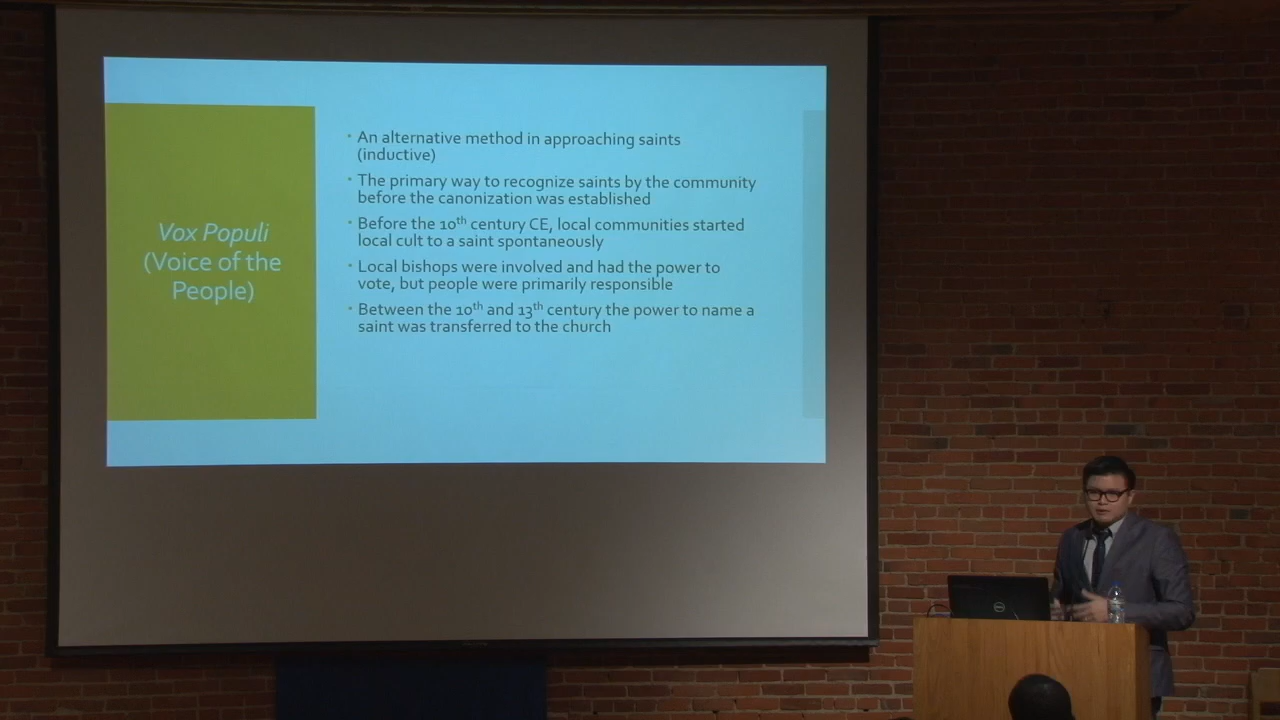 Vox Populi
(Voice of the
People)
An alternative method in approaching saints
(inductive)
The primary way to recognize saints by the community
before the canonization was established
Before the 10th century CE, local communities started
local cult to a saint spontaneously
Local bishops were involved and had the power to
vote, but people were primarily responsible
Between the 10th and 13th century the power to name a
saint was transferred to the church
DELL